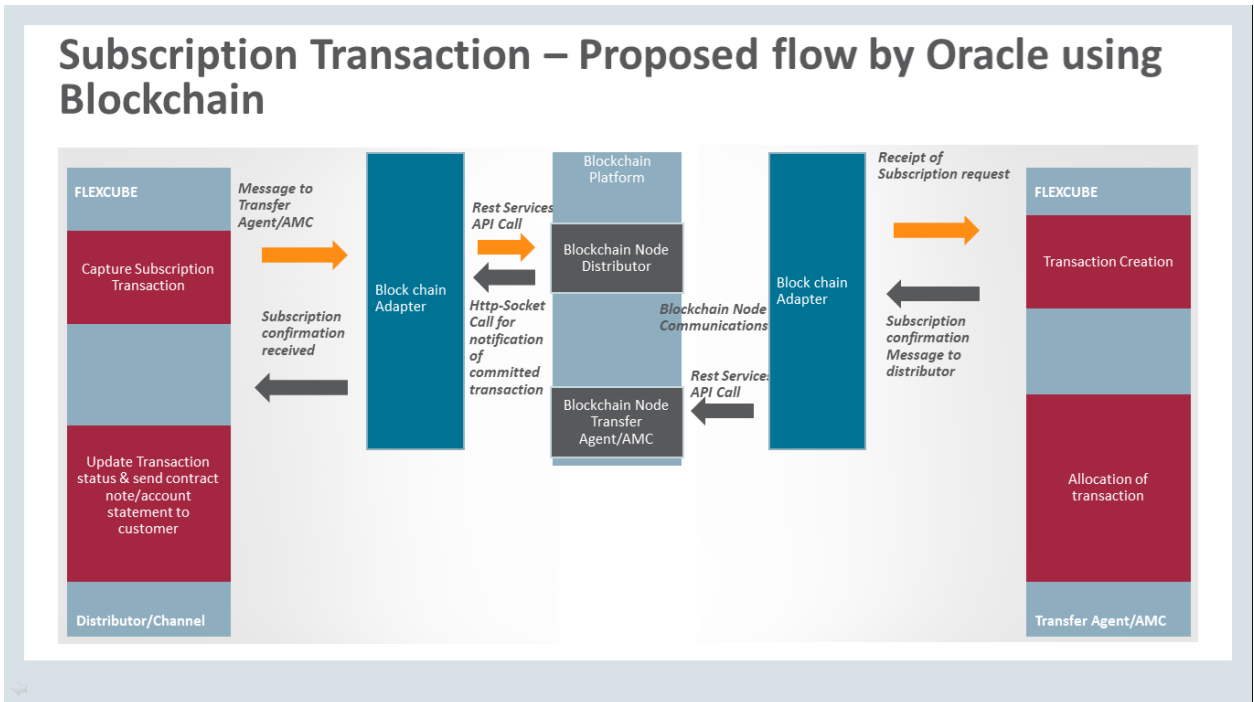 Subscription Transaction – Proposed flow by Oracle using
Blockchain
FLEXCUBE
Capture Subscription
Transaction
Update Transaction
status & send contract
note/account
statement to
customer
Distributor/Channel
Message to
Transfer
Agent/AMC
Subscription
confirmation
received
Block chain
Adapter
Rest Services
API Call
Http-Socket
Call for
notification
of
committed
transaction
Blockchain
Platform
Blockchain Node
Distributor
Blockchain Node
Transfer
Agent/AMC
Blockchain Node
Communications
Rest Services
API Call
Block chain
Adapter
Receipt of
Subscription request
Subscription
confirmation
Message to
distributor
FLEXCUBE
Transaction Creation
Allocation of
transaction
Transfer Agent/AMC